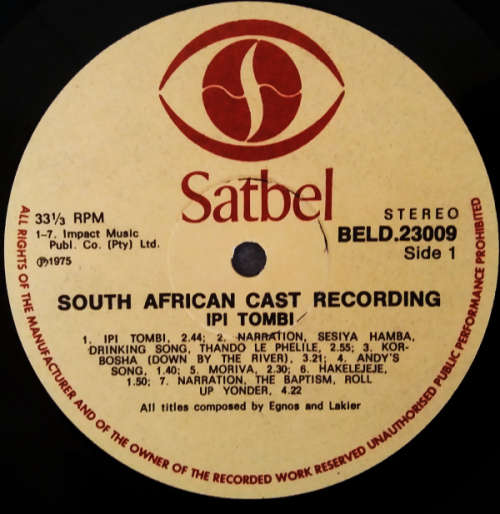 Satbel
33⅓ RPM
1-7. Impact Music
Publ. Co. (Pty) Ltd.
℗1975
STEREO
BELD.23009
Side 1
SOUTH AFRICAN CAST RECORDING
IPI TOMBI
1. IPI TOMBI, 2.44; 2. NARRATION, SESIYA HAMBA,
DRINKING SONG, THANDO LE PHELILE, 2.55; 3. KOR-
BOSHA (DOWN BY THE RIVER), 3.21; 4. ANDY'S
SONG, 1.40; 5. MORIVA, 2.30; 6. HAKELEJEJE,
1.50; 7. NARRATION, THE BAPTISM, ROLL
UP YONDER, 4.22
All titles composed by Egnos and Lakier
ALL RIGHTS OF THE MANUFACTURER AND OF THE OWNER OF THE RECORDED WORK RESERVED UNAUTHORISED PUBLIC PERFORMANCE PROHIBITED